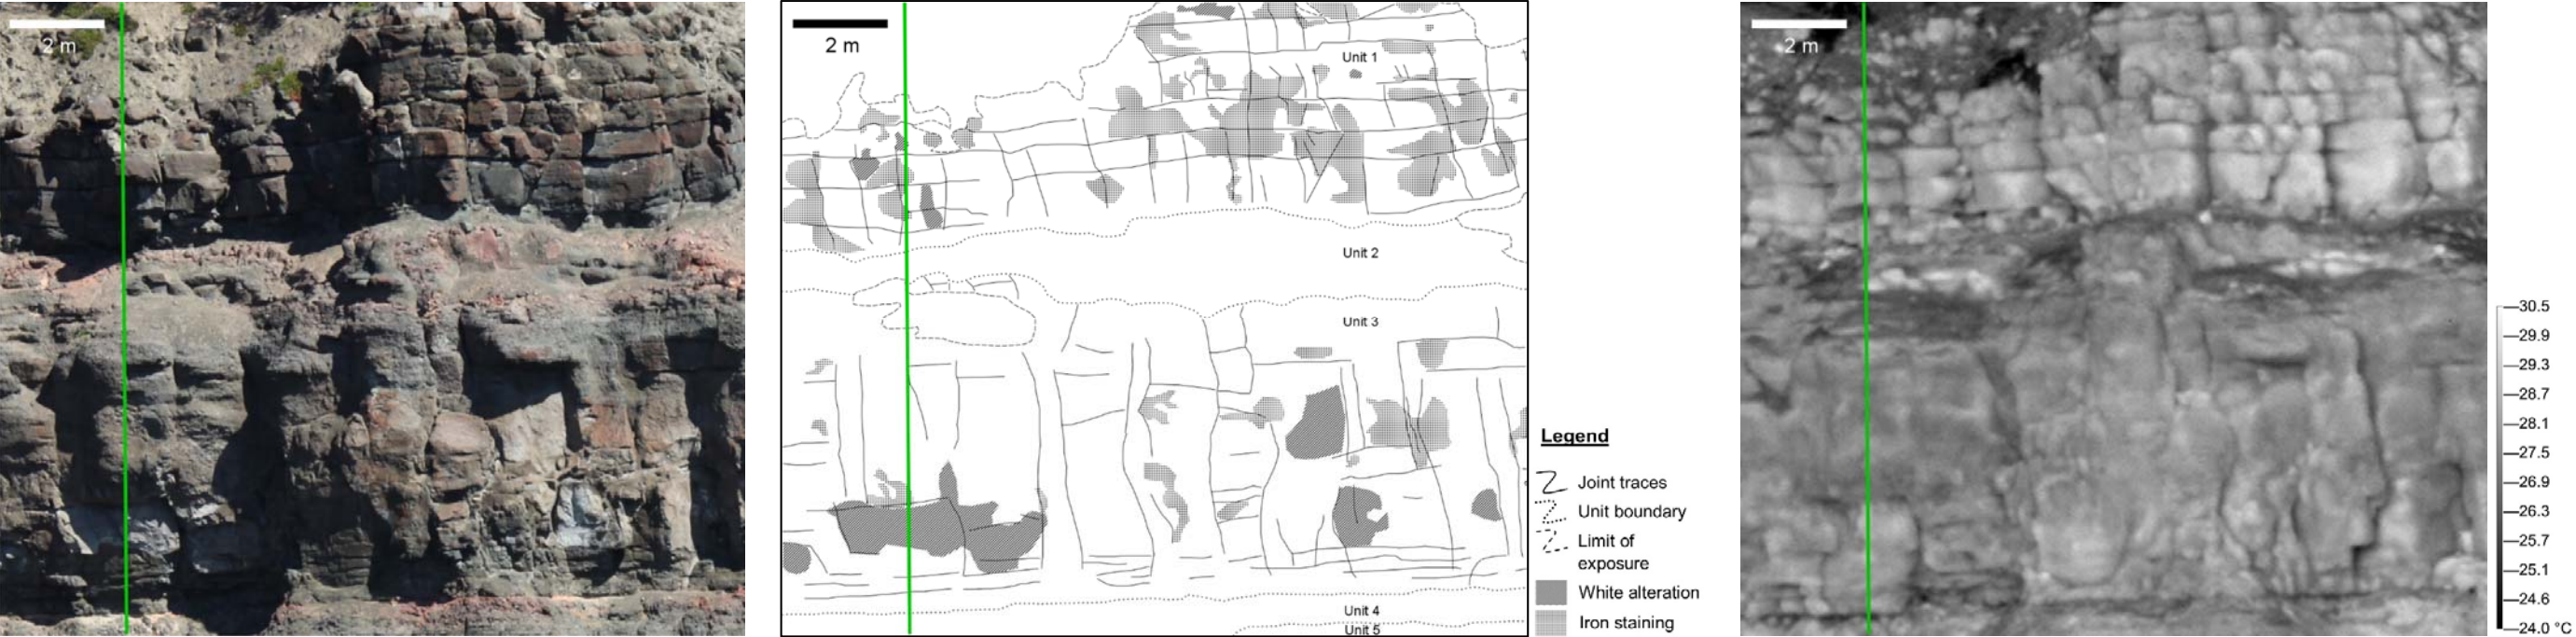 2 m
2 m
Unit 1
Unit 2
Unit 3
Unit 4
Unit 5
Legend
Joint traces
Unit boundary
Limit of
exposure
White alteration
Iron staining
2 m
30.5
29.9
29.3
28.7
28.1
27.5
26.9
26.3
25.7
25.1
24.6
24.0 °C